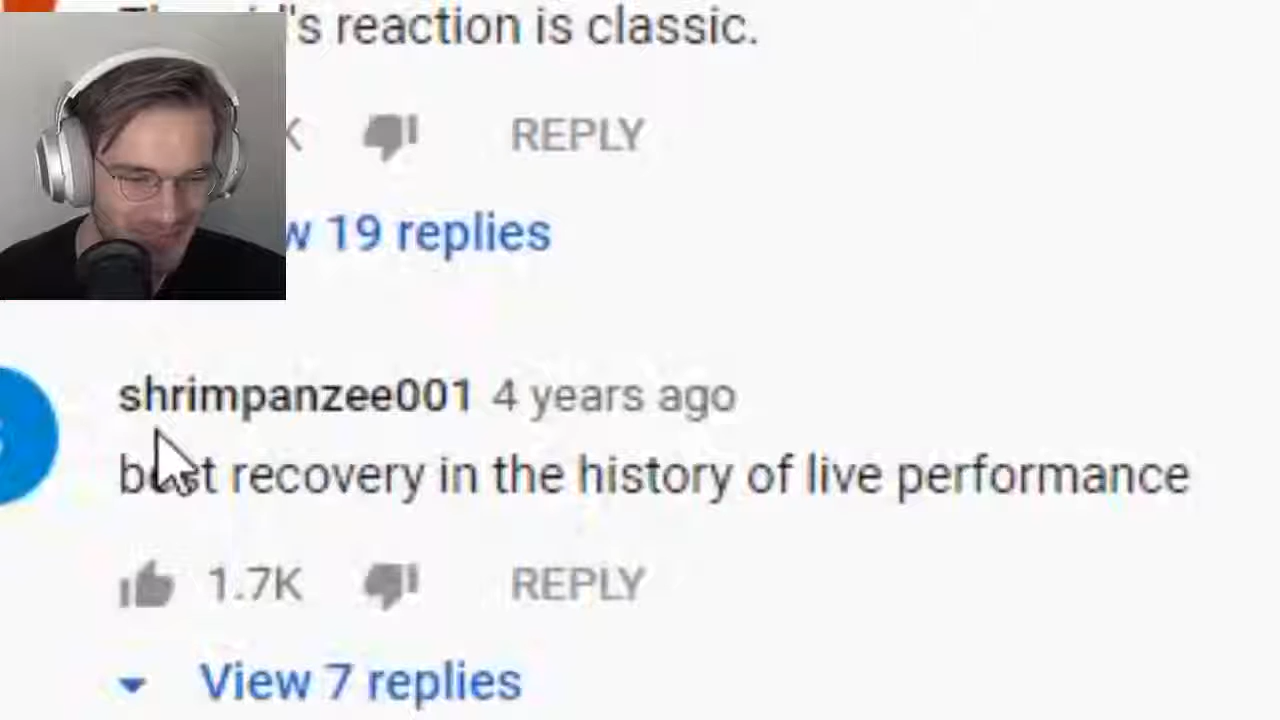 's reaction is classic.
K REPLY
19 replies
shrimpanzee001 4 years ago
recovery in the history of live performance
1.7K REPLY
View 7 replies